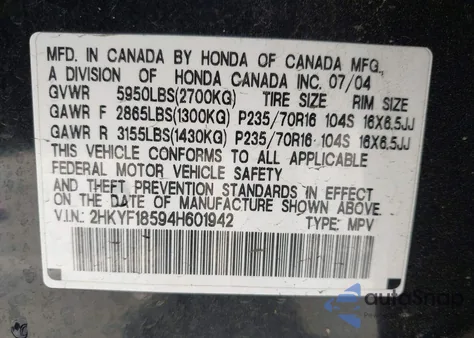 MFD. IN CANADA BY HONDA OF CANADA MFG.,
A DIVISION OF HONDA CANADA INC. 07/04
GVWR 5950LBS(2700KG) TIRE SIZE RIM SIZE
GAWR F 2865LBS(1300KG) P235/70R16 104S 16X6.5JJ
GAWR R 3155LBS(1430KG) P235/70R16 104S 16X6.5JJ
THIS VEHICLE CONFORMS TO ALL APPLICABLE
FEDERAL MOTOR VEHICLE SAFETY
AND THEFT PREVENTION STANDARDS IN EFFECT
ON THE DATE OF MANUFACTURE SHOWN ABOVE.
V.I.N.: 2HKYF18594H601942 TYPE: MPV
autoSnap